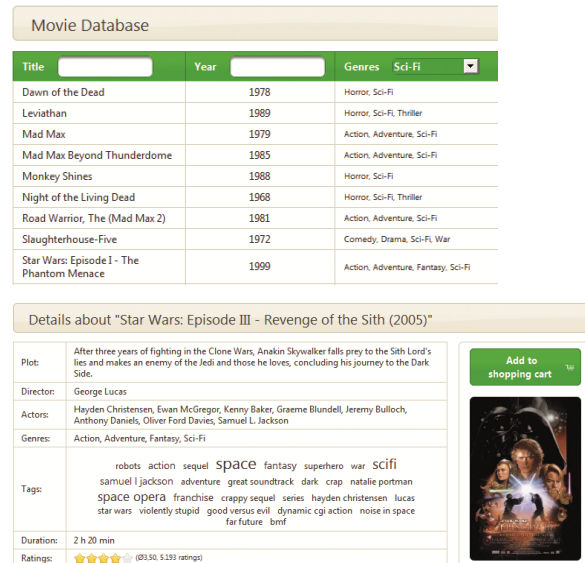 Movie Database
Title Year Genres Sci-Fi
Dawn of the Dead 1978 Horror, Sci-Fi
Leviathan 1989 Horror, Sci-Fi, Thriller
Mad Max 1979 Action, Adventure, Sci-Fi
Mad Max Beyond Thunderdome 1985 Action, Adventure, Sci-Fi
Monkey Shines 1988 Horror, Sci-Fi
Night of the Living Dead 1968 Horror, Sci-Fi, Thriller
Road Warrior, The (Mad Max 2) 1981 Action, Adventure, Sci-Fi
Slaughterhouse-Five 1972 Comedy, Drama, Sci-Fi, War
Star Wars: Episode I - The
Phantom Menace 1999 Action, Adventure, Fantasy, Sci-Fi
Details about "Star Wars: Episode III - Revenge of the Sith (2005)"
Plot: After three years of fighting in the Clone Wars, Anakin Skywalker falls prey to the Sith Lord's
lies and makes an enemy of the Jedi and those he loves, concluding his journey to the Dark
Side.
Director: George Lucas
Actors: Hayden Christensen, Ewan McGregor, Kenny Baker, Graeme Blundell, Jeremy Bulloch,
Anthony Daniels, Oliver Ford Davies, Samuel L. Jackson
Genres: Action, Adventure, Fantasy, Sci-Fi
Tags:
robots action sequel space fantasy superhero war scifi
samuel l jackson adventure great soundtrack dark crap natalie portman
space opera franchise crappy sequel series hayden christensen lucas
star wars violently stupid good versus evil dynamic cgi action noise in space
far future bmf
Duration: 2 h 20 min
Ratings: (Ø3,50, 5.193 ratings)
Add to
shopping cart